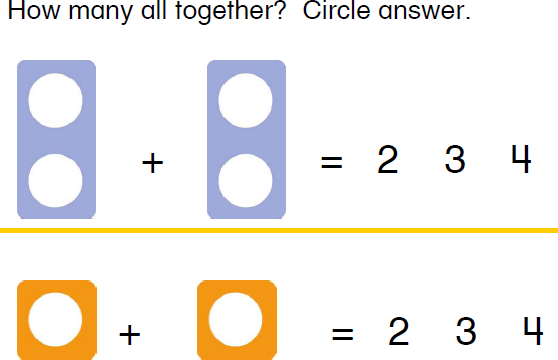 How many all together?  Circle answer.
+ = 2 3 4
+ = 2 3 4